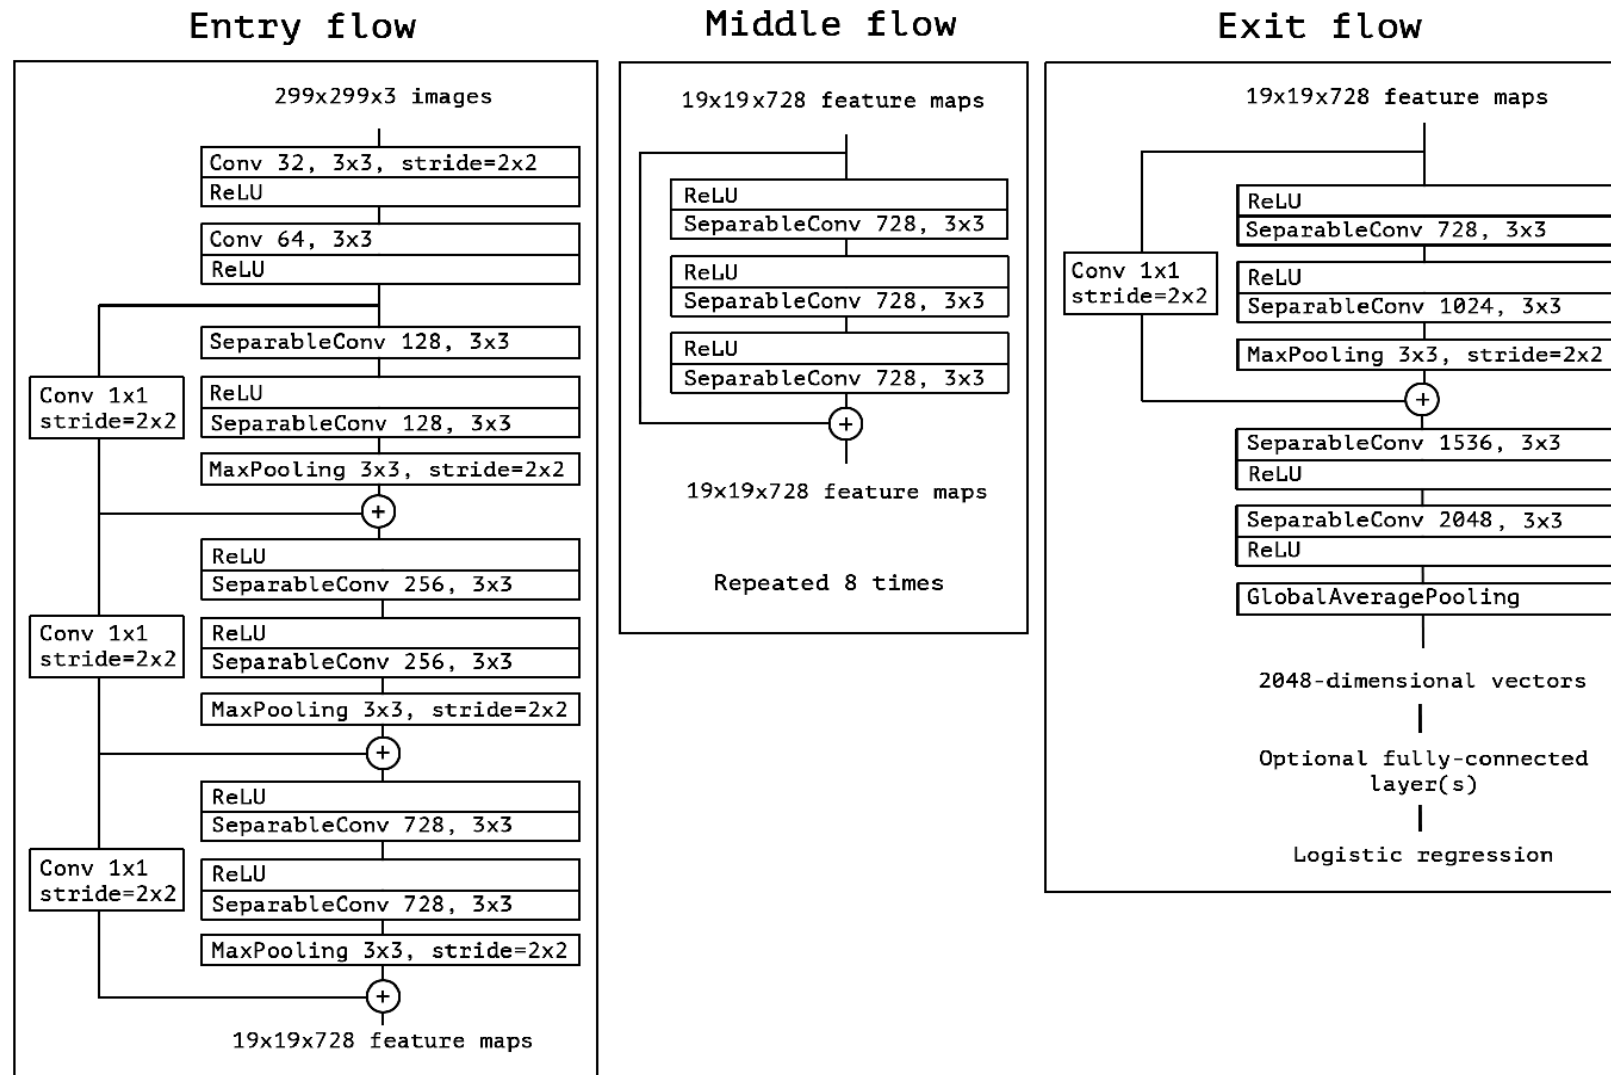 Entry flow
299x299x3 images
Conv 32, 3x3, stride=2x2
ReLU
Conv 64, 3x3
ReLU
SeparableConv 128, 3x3
Conv 1x1
stride=2x2
ReLU
SeparableConv 128, 3x3
MaxPooling 3x3, stride=2x2
+
ReLU
SeparableConv 256, 3x3
Conv 1x1
stride=2x2
ReLU
SeparableConv 256, 3x3
MaxPooling 3x3, stride=2x2
+
ReLU
SeparableConv 728, 3x3
Conv 1x1
stride=2x2
ReLU
SeparableConv 728, 3x3
MaxPooling 3x3, stride=2x2
+
19x19x728 feature maps
Middle flow
19x19x728 feature maps
ReLU
SeparableConv 728, 3x3
ReLU
SeparableConv 728, 3x3
ReLU
SeparableConv 728, 3x3
+
19x19x728 feature maps
Repeated 8 times
Exit flow
19x19x728 feature maps
ReLU
SeparableConv 728, 3x3
Conv 1x1
stride=2x2
ReLU
SeparableConv 1024, 3x3
MaxPooling 3x3, stride=2x2
+
SeparableConv 1536, 3x3
ReLU
SeparableConv 2048, 3x3
ReLU
GlobalAveragePooling
2048-dimensional vectors
Optional fully-connected
layer(s)
Logistic regression